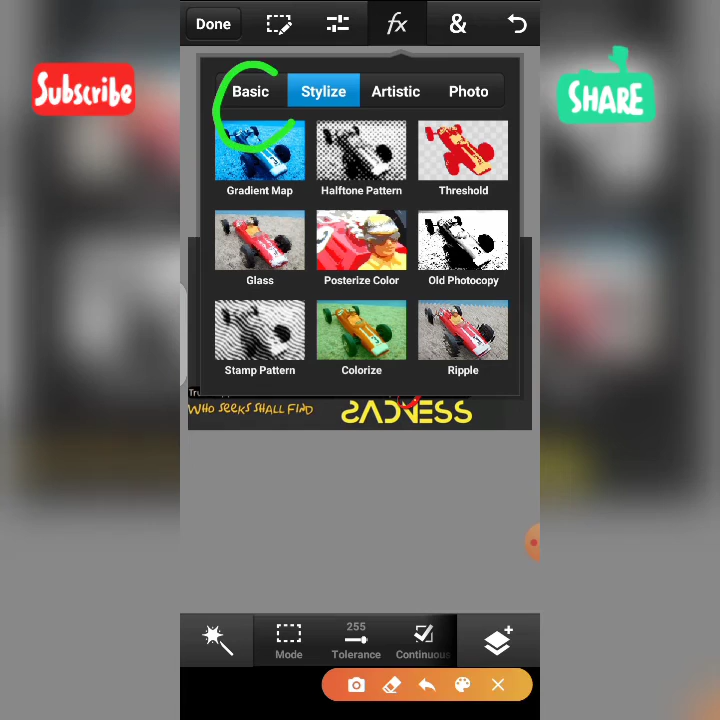 Done
fx
&
Subscribe
SHARE
Basic
Stylize
Artistic
Photo
Gradient Map
Halftone Pattern
Threshold
Glass
Posterize Color
Old Photocopy
Stamp Pattern
Colorize
Ripple
WHO SEEKS SHALL FIND
SADNESS
255
Mode
Tolerance
Continuous